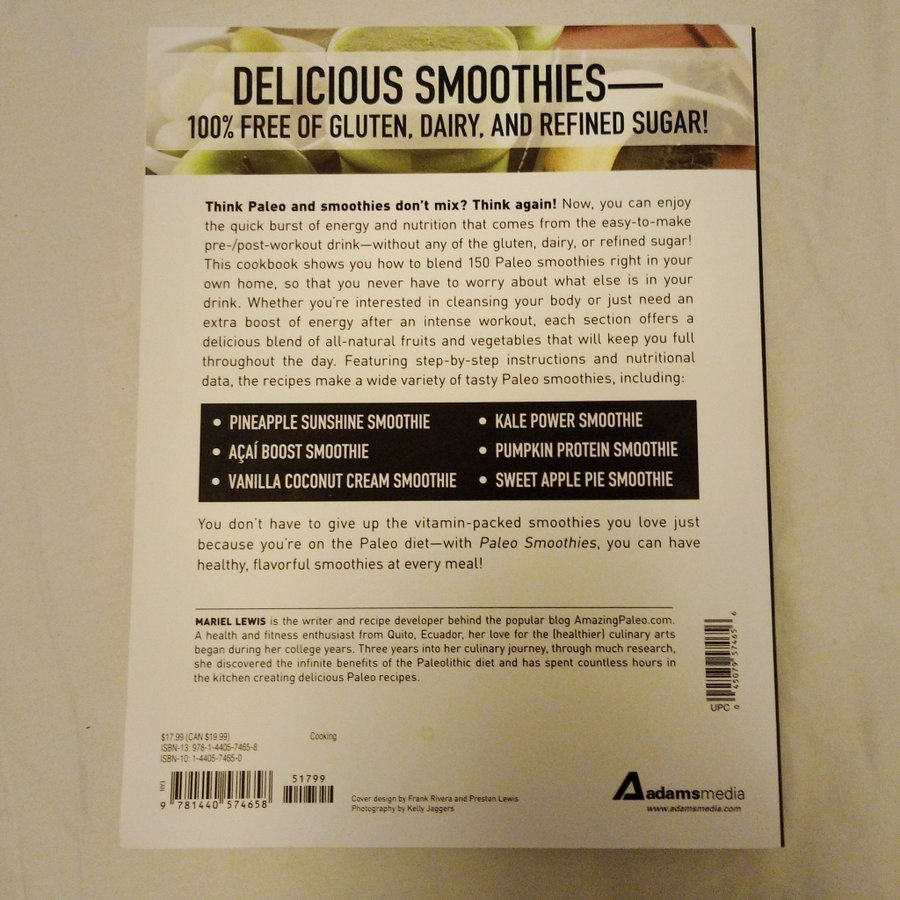 DELICIOUS SMOOTHIES—
100% FREE OF GLUTEN, DAIRY, AND REFINED SUGAR!
Think Paleo and smoothies don't mix? Think again! Now, you can enjoy
the quick burst of energy and nutrition that comes from the easy-to-make
pre-/post-workout drink—without any of the gluten, dairy, or refined sugar!
This cookbook shows you how to blend 150 Paleo smoothies right in your
own home, so that you never have to worry about what else is in your
drink. Whether you're interested in cleansing your body or just need an
extra boost of energy after an intense workout, each section offers a
delicious blend of all-natural fruits and vegetables that will keep you full
throughout the day. Featuring step-by-step instructions and nutritional
data, the recipes make a wide variety of tasty Paleo smoothies, including:
• PINEAPPLE SUNSHINE SMOOTHIE
• AÇAÍ BOOST SMOOTHIE
• VANILLA COCONUT CREAM SMOOTHIE
• KALE POWER SMOOTHIE
• PUMPKIN PROTEIN SMOOTHIE
• SWEET APPLE PIE SMOOTHIE
You don't have to give up the vitamin-packed smoothies you love just
because you're on the Paleo diet—with Paleo Smoothies, you can have
healthy, flavorful smoothies at every meal!
MARIEL LEWIS is the writer and recipe developer behind the popular blog AmazingPaleo.com.
A health and fitness enthusiast from Quito, Ecuador, her love for the (healthier) culinary arts
began during her college years. Three years into her culinary journey, through much research,
she discovered the infinite benefits of the Paleolithic diet and has spent countless hours in
the kitchen creating delicious Paleo recipes.
$17.99 (CAN $19.99)
ISBN-13: 978-1-4405-7465-8
ISBN-10: 1-4405-7465-0
Cooking
EAN
9 781440 574658
51799
Cover design by Frank Rivera and Preston Lewis
Photography by Kelly Jaggers
UPC
0 45079 57465 6
adamsmedia
www.adamsmedia.com